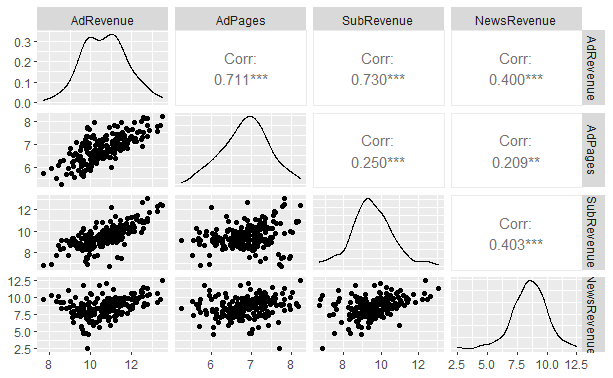 AdRevenue AdPages SubRevenue NewsRevenue
0.3
0.2
0.1
0.0
Corr:
0.711***
Corr:
0.730***
Corr:
0.400***
AdRevenue
8
7
6
Corr:
0.250***
Corr:
0.209**
AdPages
12
10
8
Corr:
0.403***
SubRevenue
12.5
10.0
7.5
5.0
2.5
NewsRevenue
8 10 12 6 7 8 8 10 12 2.5 5.0 7.5 10.0 12.5